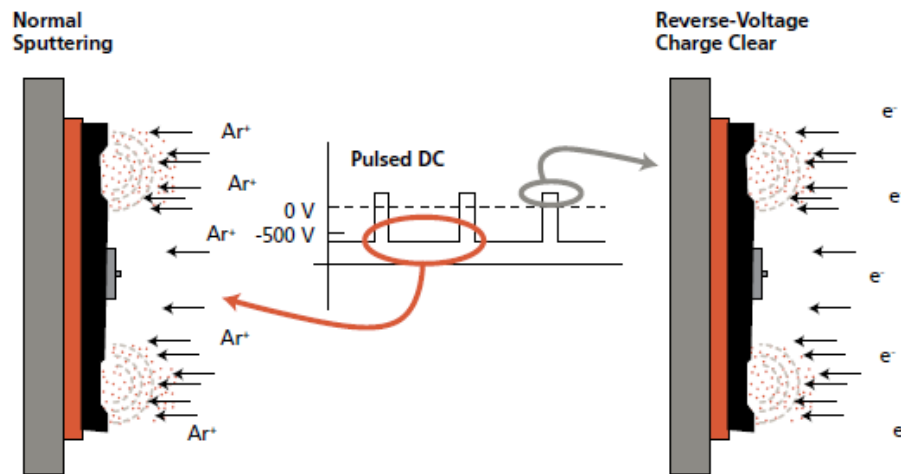 Normal
Sputtering
Reverse-Voltage
Charge Clear
Ar⁺
Ar⁺
Ar⁺
Ar⁺
Ar⁺
Pulsed DC
0 V
-500 V
e⁻
e
e⁻
e⁻
e